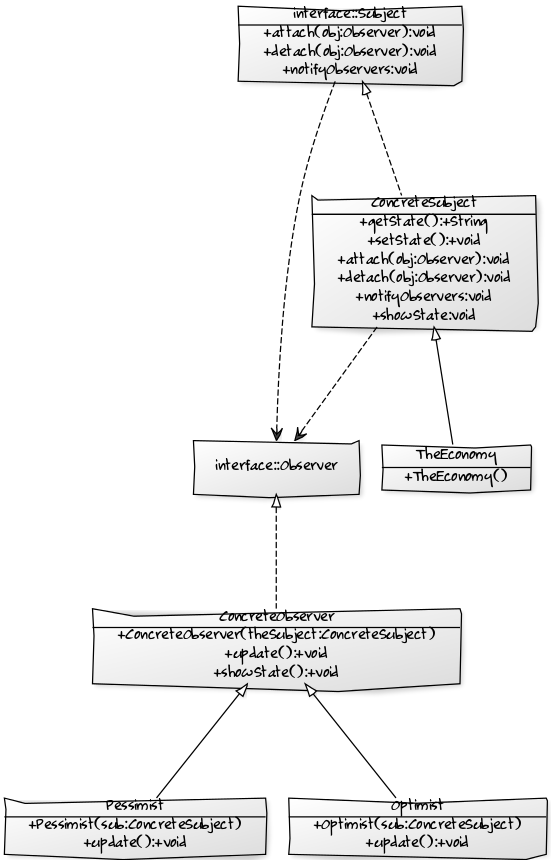 interface::Subject
+attach(obj:Observer):void
+detach(obj:Observer):void
+notifyObservers:void
ConcreteSubject
+getState():+String
+setState():+void
+attach(obj:Observer):void
+detach(obj:Observer):void
+notifyObservers:void
+showState:void
interface::Observer
TheEconomy
+TheEconomy()
ConcreteObserver
+ConcreteObserver(theSubject:ConcreteSubject)
+update():+void
+showState():+void
Pessimist
+Pessimist(sub:ConcreteSubject)
+update():+void
Optimist
+Optimist(sub:ConcreteSubject)
+update():+void